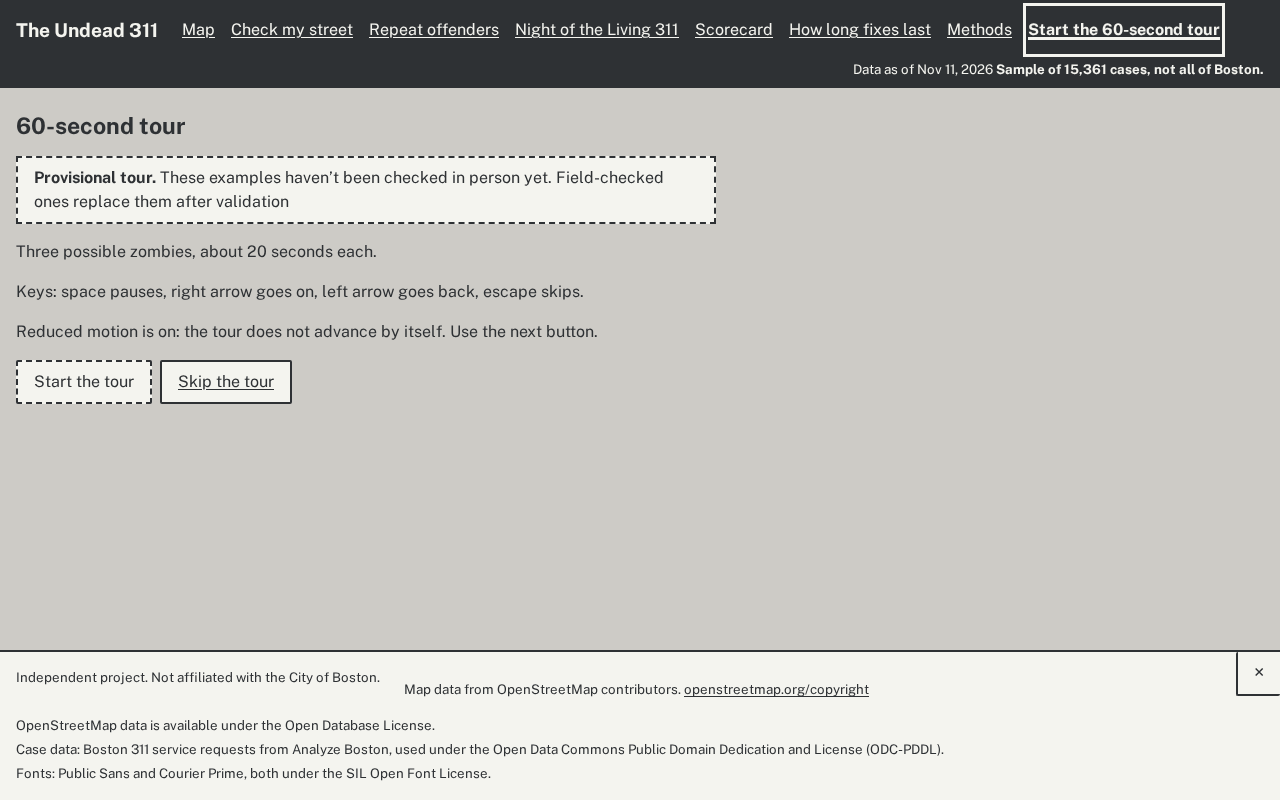 The Undead 311 Map Check my street Repeat offenders Night of the Living 311 Scorecard How long fixes last Methods Start the 60-second tour
Data as of Nov 11, 2026 Sample of 15,361 cases, not all of Boston.
60-second tour
Provisional tour. These examples haven’t been checked in person yet. Field-checked
ones replace them after validation
Three possible zombies, about 20 seconds each.
Keys: space pauses, right arrow goes on, left arrow goes back, escape skips.
Reduced motion is on: the tour does not advance by itself. Use the next button.
Start the tour Skip the tour
×
Independent project. Not affiliated with the City of Boston.
Map data from OpenStreetMap contributors. openstreetmap.org/copyright
OpenStreetMap data is available under the Open Database License.
Case data: Boston 311 service requests from Analyze Boston, used under the Open Data Commons Public Domain Dedication and License (ODC-PDDL).
Fonts: Public Sans and Courier Prime, both under the SIL Open Font License.